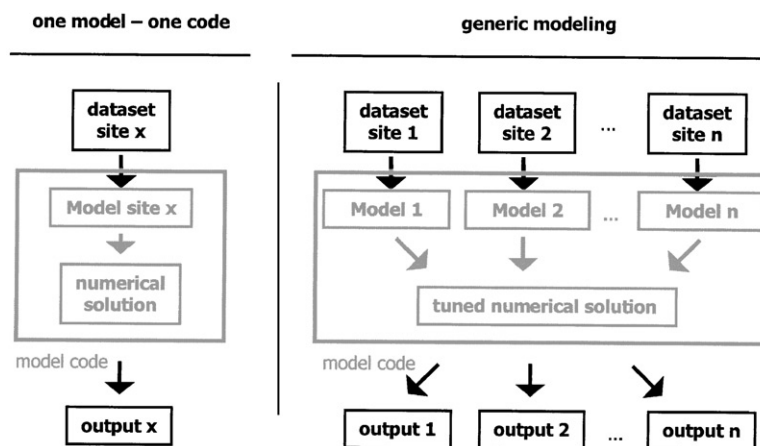 one model – one code
generic modeling
dataset
site x
Model site x
numerical
solution
model code
output x
dataset
site 1
dataset
site 2
...
dataset
site n
Model 1
Model 2
...
Model n
tuned numerical solution
model code
output 1
output 2
...
output n